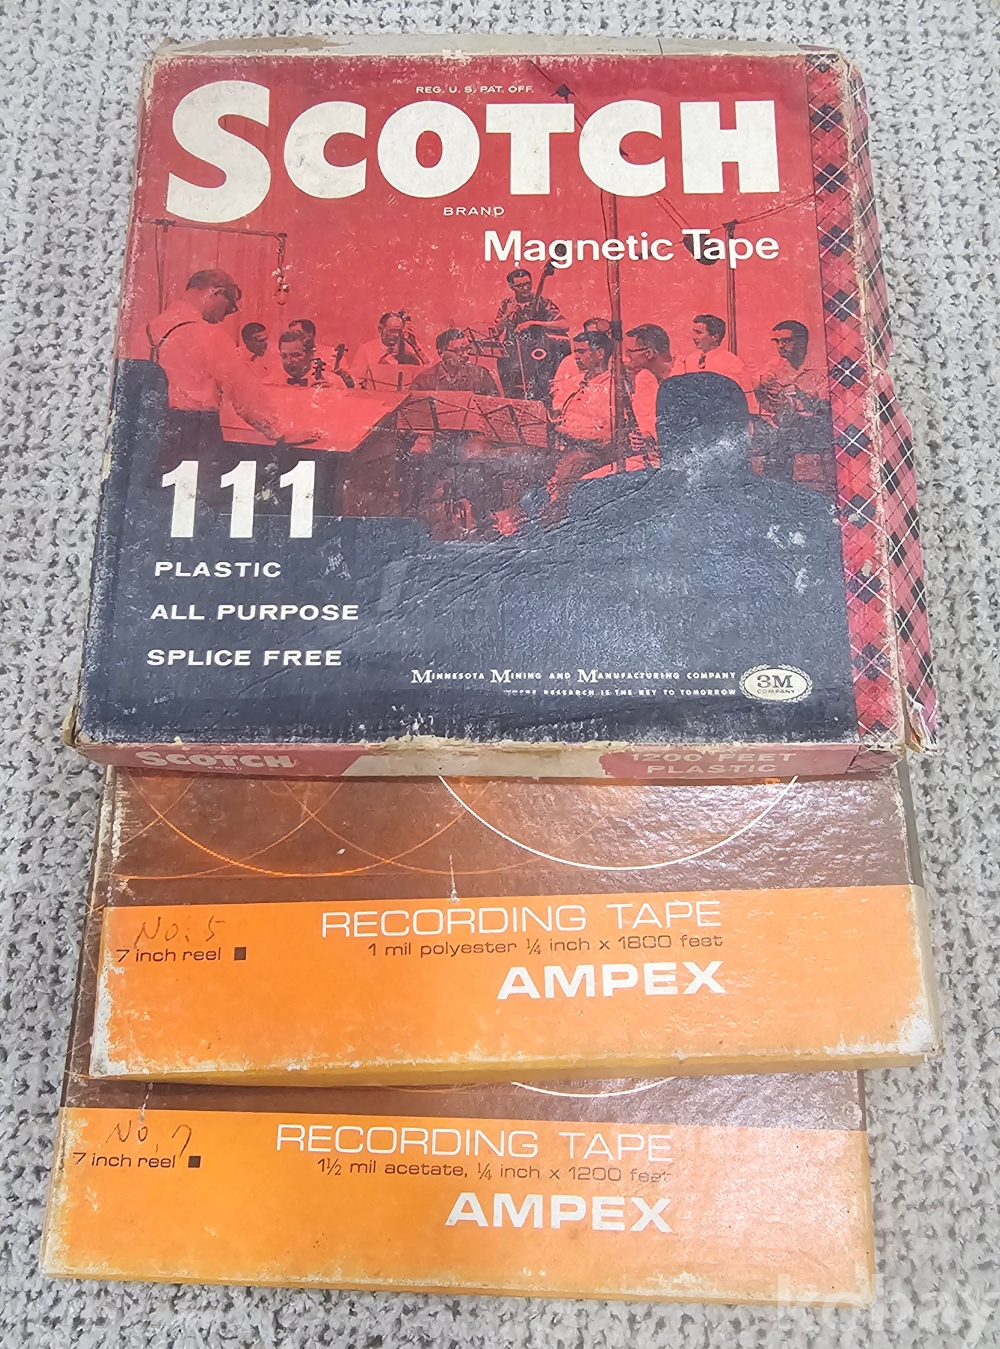 REG. U. S. PAT. OFF.
SCOTCH
BRAND
Magnetic Tape
111
PLASTIC
ALL PURPOSE
SPLICE FREE
MINNESOTA MINING AND MANUFACTURING COMPANY
WHERE RESEARCH IS THE KEY TO TOMORROW
3M
COMPANY
SCOTCH
BRAND
1200 FEET
PLASTIC
No. 5
RECORDING TAPE
7 inch reel ■
1 mil polyester ¼ inch x 1800 feet
AMPEX
No. 7
RECORDING TAPE
7 inch reel ■
1½ mil acetate, ¼ inch x 1200 feet
AMPEX